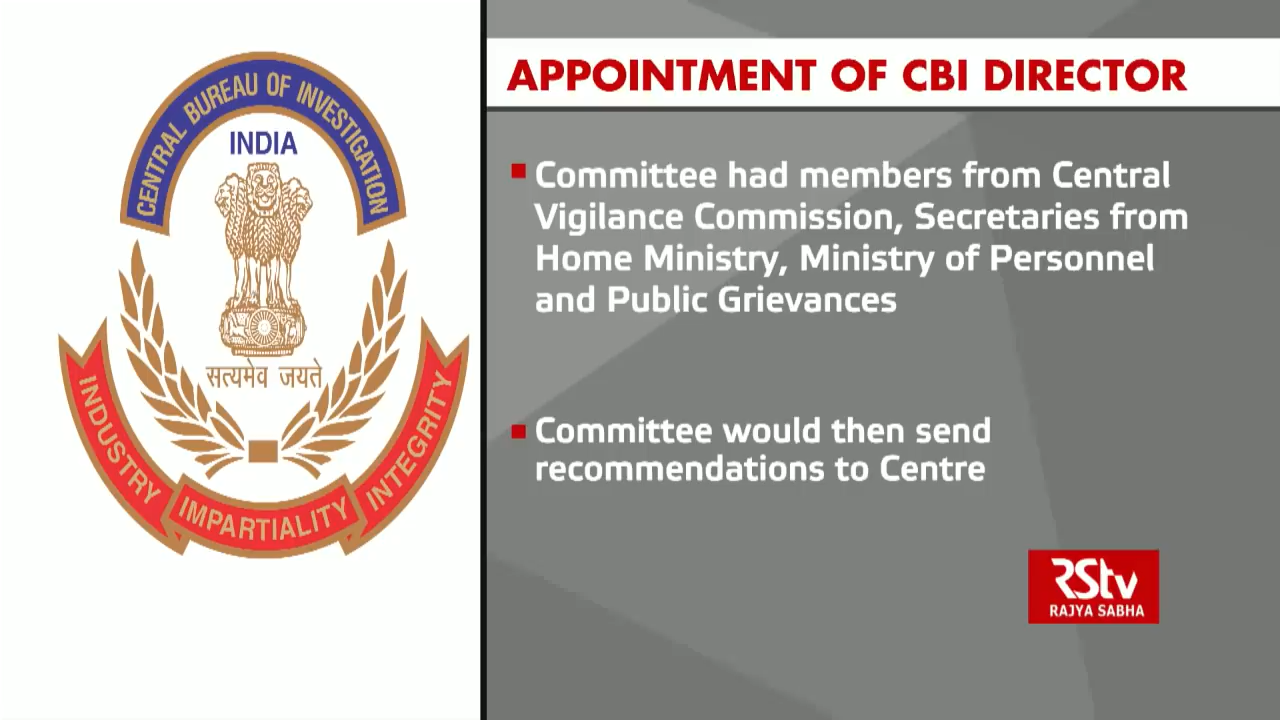 CENTRAL BUREAU OF INVESTIGATION
INDIA
सत्यमेव जयते
INDUSTRY
IMPARTIALITY
INTEGRITY
APPOINTMENT OF CBI DIRECTOR
Committee had members from Central
Vigilance Commission, Secretaries from
Home Ministry, Ministry of Personnel
and Public Grievances
Committee would then send
recommendations to Centre
RStv
RAJYA SABHA